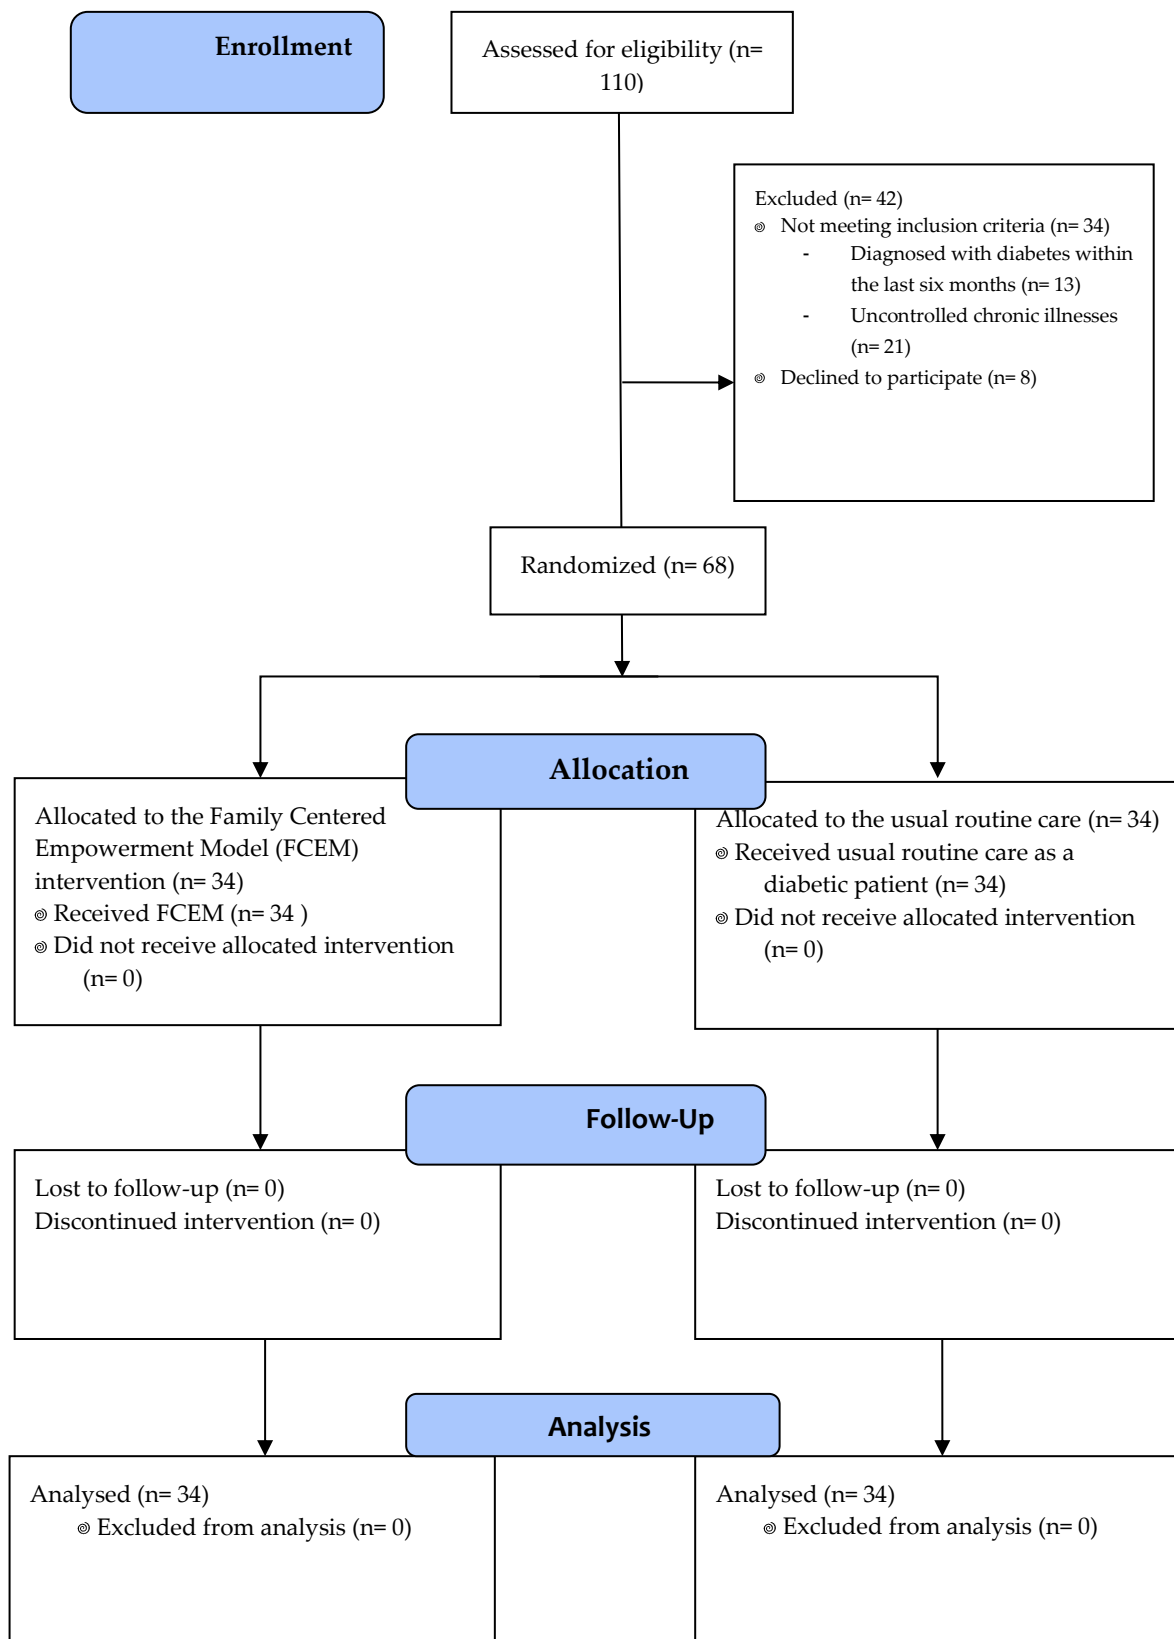 Enrollment
Assessed for eligibility (n=
110)
Excluded (n= 42)
Not meeting inclusion criteria (n= 34)
- Diagnosed with diabetes within
the last six months (n= 13)
- Uncontrolled chronic illnesses
(n= 21)
Declined to participate (n= 8)
Randomized (n= 68)
Allocation
Allocated to the Family Centered
Empowerment Model (FCEM)
intervention (n= 34)
Received FCEM (n= 34 )
Did not receive allocated intervention
(n= 0)
Allocated to the usual routine care (n= 34)
Received usual routine care as a
diabetic patient (n= 34)
Did not receive allocated intervention
(n= 0)
Follow-Up
Lost to follow-up (n= 0)
Discontinued intervention (n= 0)
Lost to follow-up (n= 0)
Discontinued intervention (n= 0)
Analysis
Analysed (n= 34)
Excluded from analysis (n= 0)
Analysed (n= 34)
Excluded from analysis (n= 0)